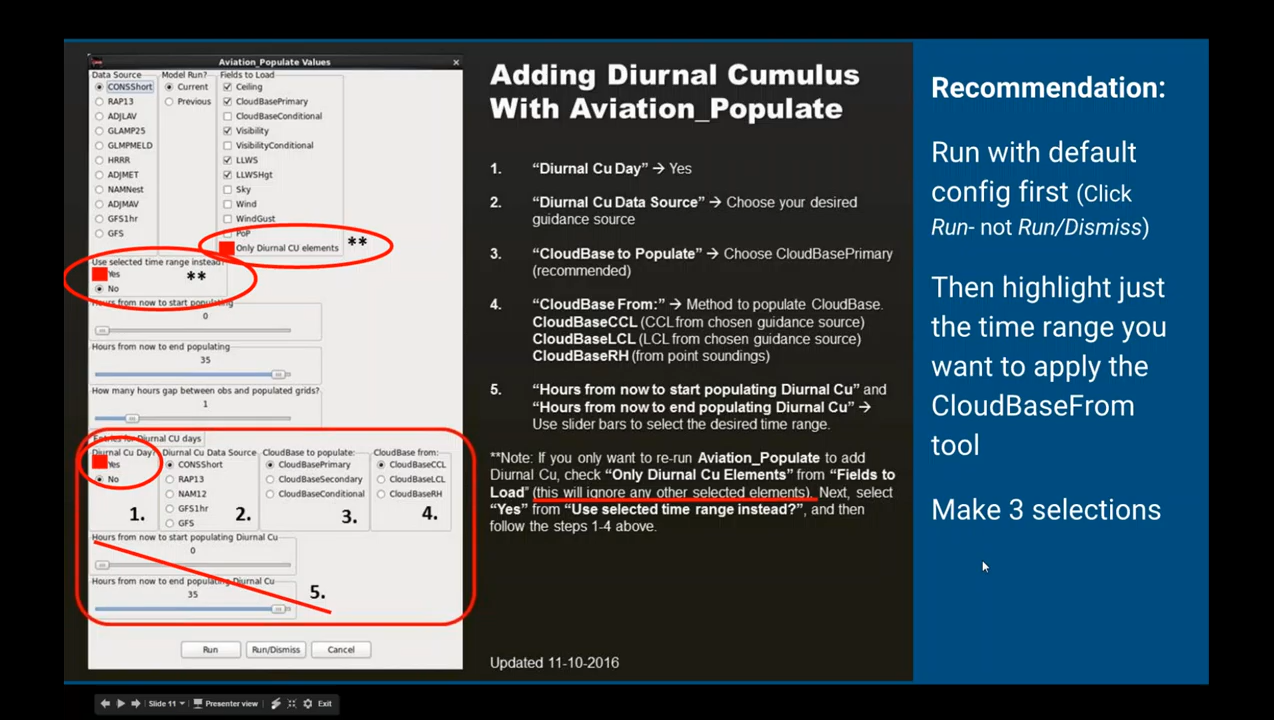 Aviation_Populate Values
Data Source
CONSShort
RAP13
ADJLAV
GLAMP25
GLMPMELD
HRRR
ADJMET
NAMNest
ADJMAV
GFS1hr
GFS
Model Run?
Current
Previous
Fields to Load
Ceiling
CloudBasePrimary
CloudBaseConditional
Visibility
VisibilityConditional
LLWS
LLWSHgt
Sky
Wind
WindGust
PoP
Only Diurnal CU elements
**
Use selected time range instead?
Yes
**
No
Hours from now to start populating
0
Hours from now to end populating
35
How many hours gap between obs and populated grids?
1
Entries for Diurnal CU days
Diurnal Cu Day?
Yes
No
1.
Diurnal Cu Data Source
CONSShort
RAP13
NAM12
GFS1hr
GFS
2.
CloudBase to populate:
CloudBasePrimary
CloudBaseSecondary
CloudBaseConditional
3.
CloudBase from:
CloudBaseCCL
CloudBaseLCL
CloudBaseRH
4.
Hours from now to start populating Diurnal Cu
0
Hours from now to end populating Diurnal Cu
35
5.
Run
Run/Dismiss
Cancel
Adding Diurnal Cumulus
With Aviation_Populate
1. “Diurnal Cu Day” → Yes
2. “Diurnal Cu Data Source” → Choose your desired
guidance source
3. “CloudBase to Populate” → Choose CloudBasePrimary
(recommended)
4. “CloudBase From:” → Method to populate CloudBase.
CloudBaseCCL (CCL from chosen guidance source)
CloudBaseLCL (LCL from chosen guidance source)
CloudBaseRH (from point soundings)
5. “Hours from now to start populating Diurnal Cu” and
“Hours from now to end populating Diurnal Cu” →
Use slider bars to select the desired time range.
**Note: If you only want to re-run Aviation_Populate to add
Diurnal Cu, check “Only Diurnal Cu Elements” from “Fields to
Load” (this will ignore any other selected elements). Next, select
“Yes” from “Use selected time range instead?”, and then
follow the steps 1-4 above.
Updated 11-10-2016
Recommendation:
Run with default
config first (Click
Run- not Run/Dismiss)
Then highlight just
the time range you
want to apply the
CloudBaseFrom
tool
Make 3 selections
Slide 11
Presenter view
Exit